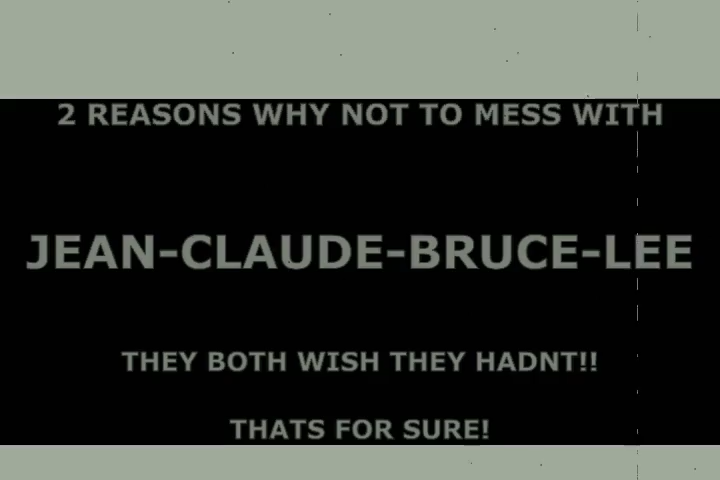 2 REASONS WHY NOT TO MESS WITH
JEAN-CLAUDE-BRUCE-LEE
THEY BOTH WISH THEY HADNT!!
THATS FOR SURE!